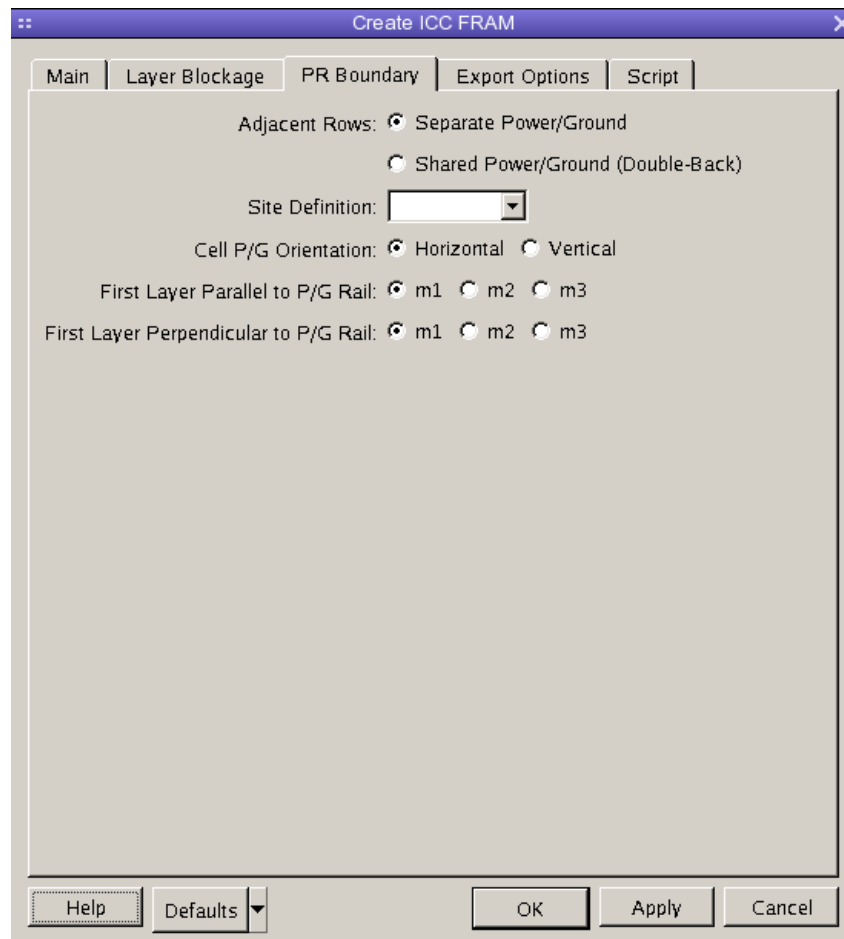 Create ICC FRAM
Main Layer Blockage PR Boundary Export Options Script
Adjacent Rows: Separate Power/Ground
Shared Power/Ground (Double-Back)
Site Definition:
Cell P/G Orientation: Horizontal Vertical
First Layer Parallel to P/G Rail: m1 m2 m3
First Layer Perpendicular to P/G Rail: m1 m2 m3
Help Defaults OK Apply Cancel